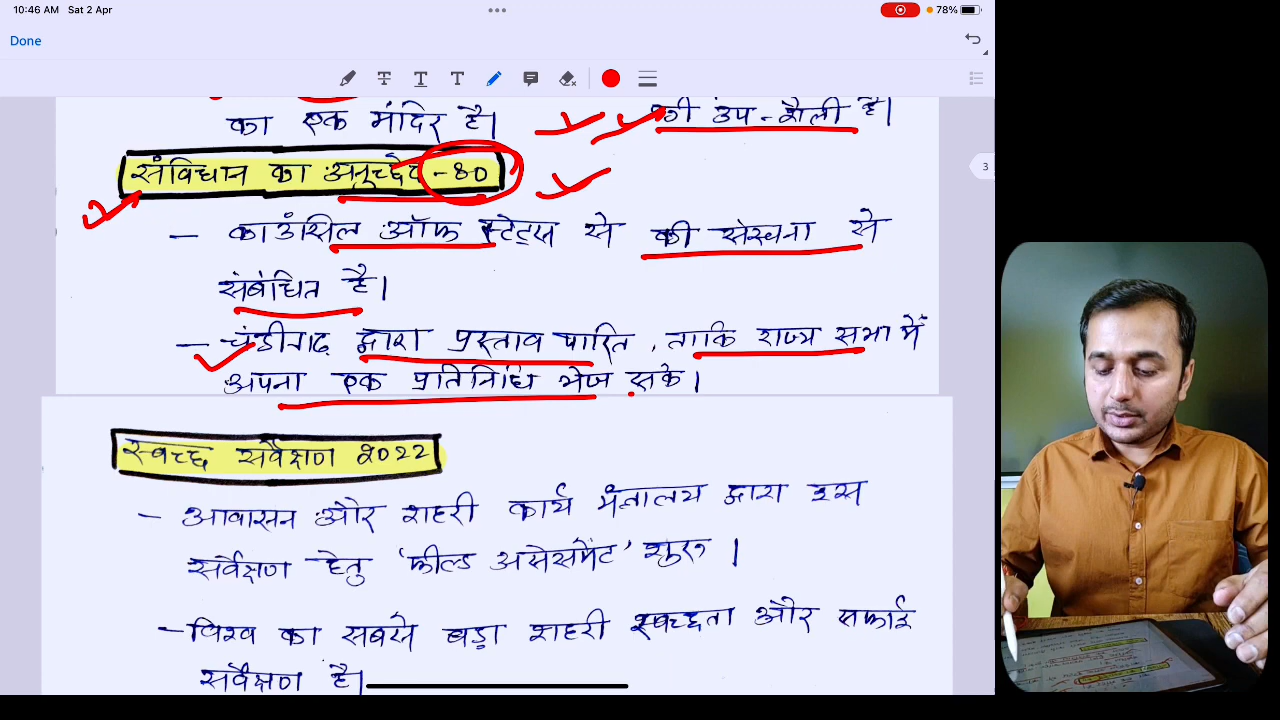 10:46 AM Sat 2 Apr
78%
Done
का एक मंदिर है।
की उप-शैली है।
संविधान का अनुच्छेद-80
3
- काउंसिल ऑफ स्टेट्स से की संरचना से
संबंधित है।
- चंडीगढ़ द्वारा प्रस्ताव पारित, ताकि राज्य सभा में
अपना एक प्रतिनिधि भेज सके।
स्वच्छ सर्वेक्षण 2022
- आवासन और शहरी कार्य मंत्रालय द्वारा इस
सर्वेक्षण हेतु 'फील्ड असेसमेंट' शुरू।
- विश्व का सबसे बड़ा शहरी स्वच्छता और सफाई
सर्वेक्षण है।